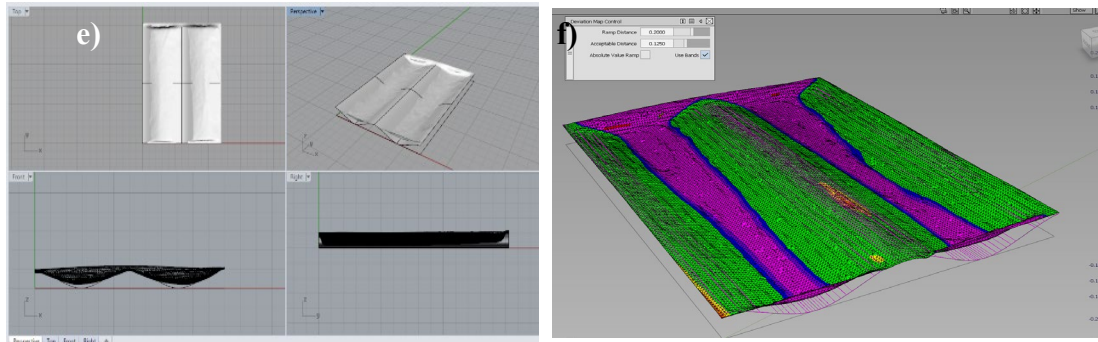 Top
Perspective
e)
Front
Right
z
x
z
y
Perspective Top Front Right
f)
Deviation Map Control
Ramp Distance 0.2000
Acceptable Distance 0.1250
Absolute Value Ramp
Use Bands
Show